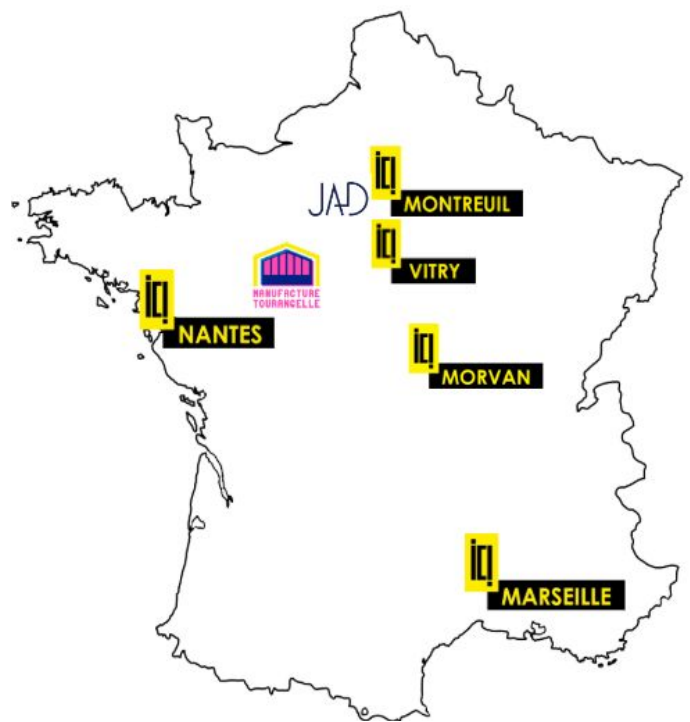 ici
MONTREUIL
JAD
ici
VITRY
MANUFACTURE
TOURANGELLE
ici
NANTES
ici
MORVAN
ici
MARSEILLE